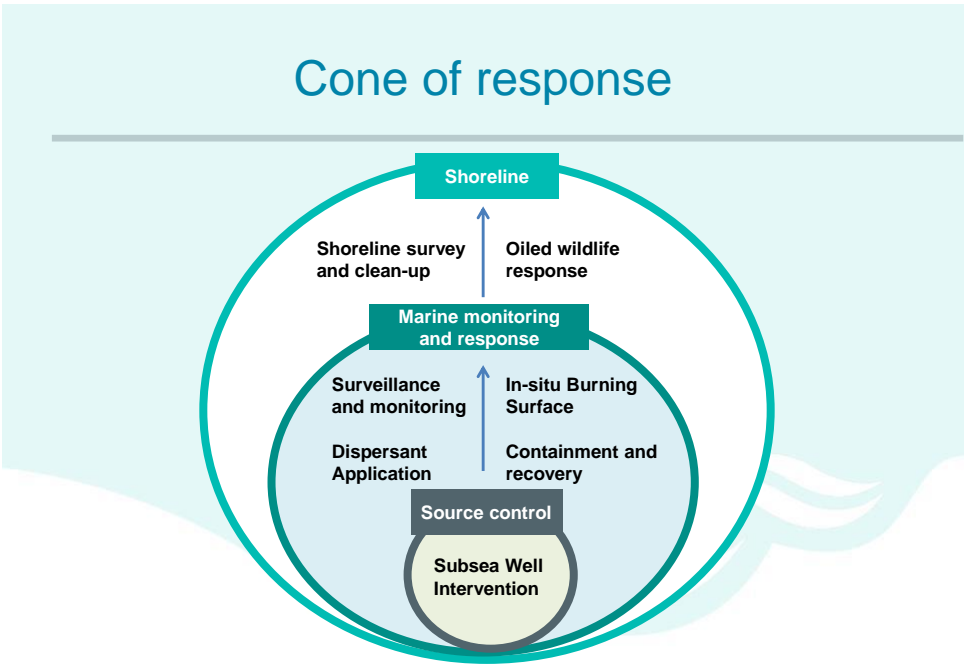 Cone of response
Shoreline
Shoreline survey
and clean-up
Oiled wildlife
response
Marine monitoring
and response
Surveillance
and monitoring
In-situ Burning
Surface
Dispersant
Application
Containment and
recovery
Source control
Subsea Well
Intervention